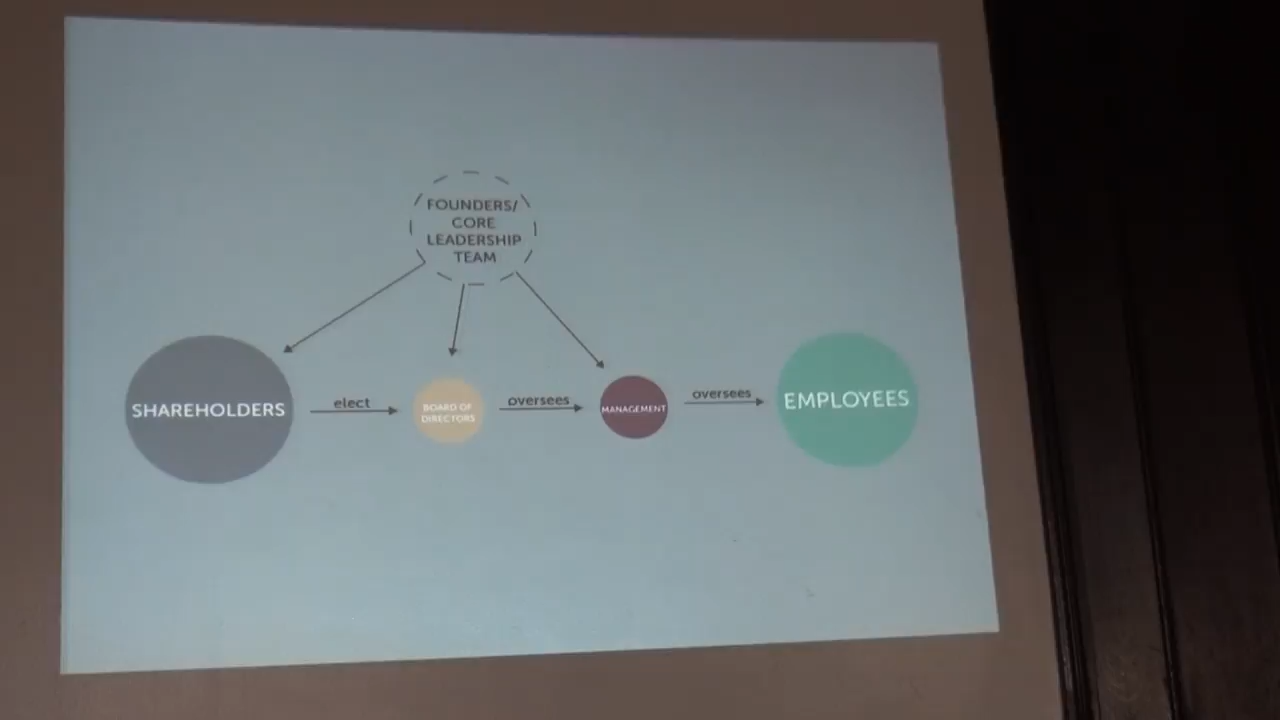 FOUNDERS/
CORE
LEADERSHIP
TEAM
SHAREHOLDERS
elect
BOARD OF
DIRECTORS
oversees
MANAGEMENT
oversees
EMPLOYEES